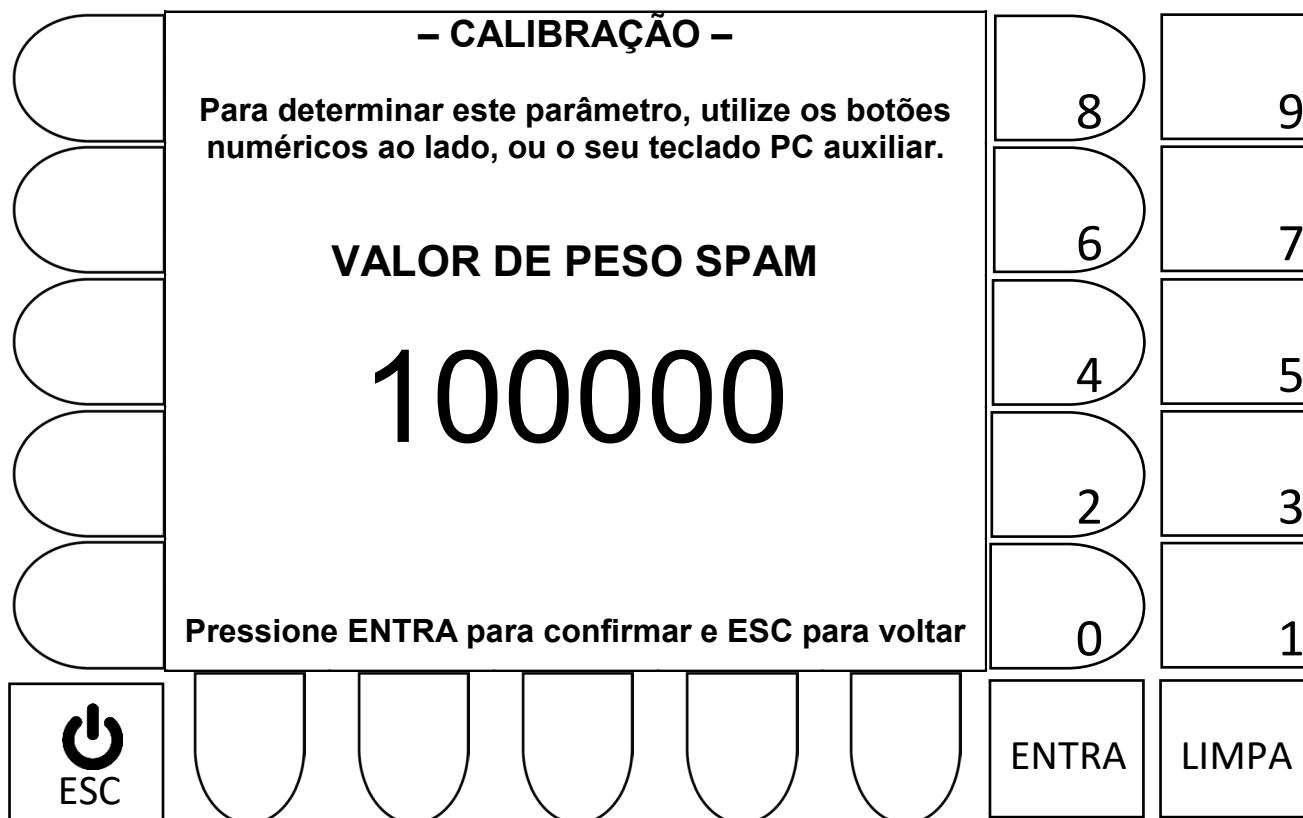 – CALIBRAÇÃO –
Para determinar este parâmetro, utilize os botões
numéricos ao lado, ou o seu teclado PC auxiliar.
VALOR DE PESO SPAM
100000
Pressione ENTRA para confirmar e ESC para voltar
8 9
6 7
4 5
2 3
0 1
ESC
ENTRA LIMPA